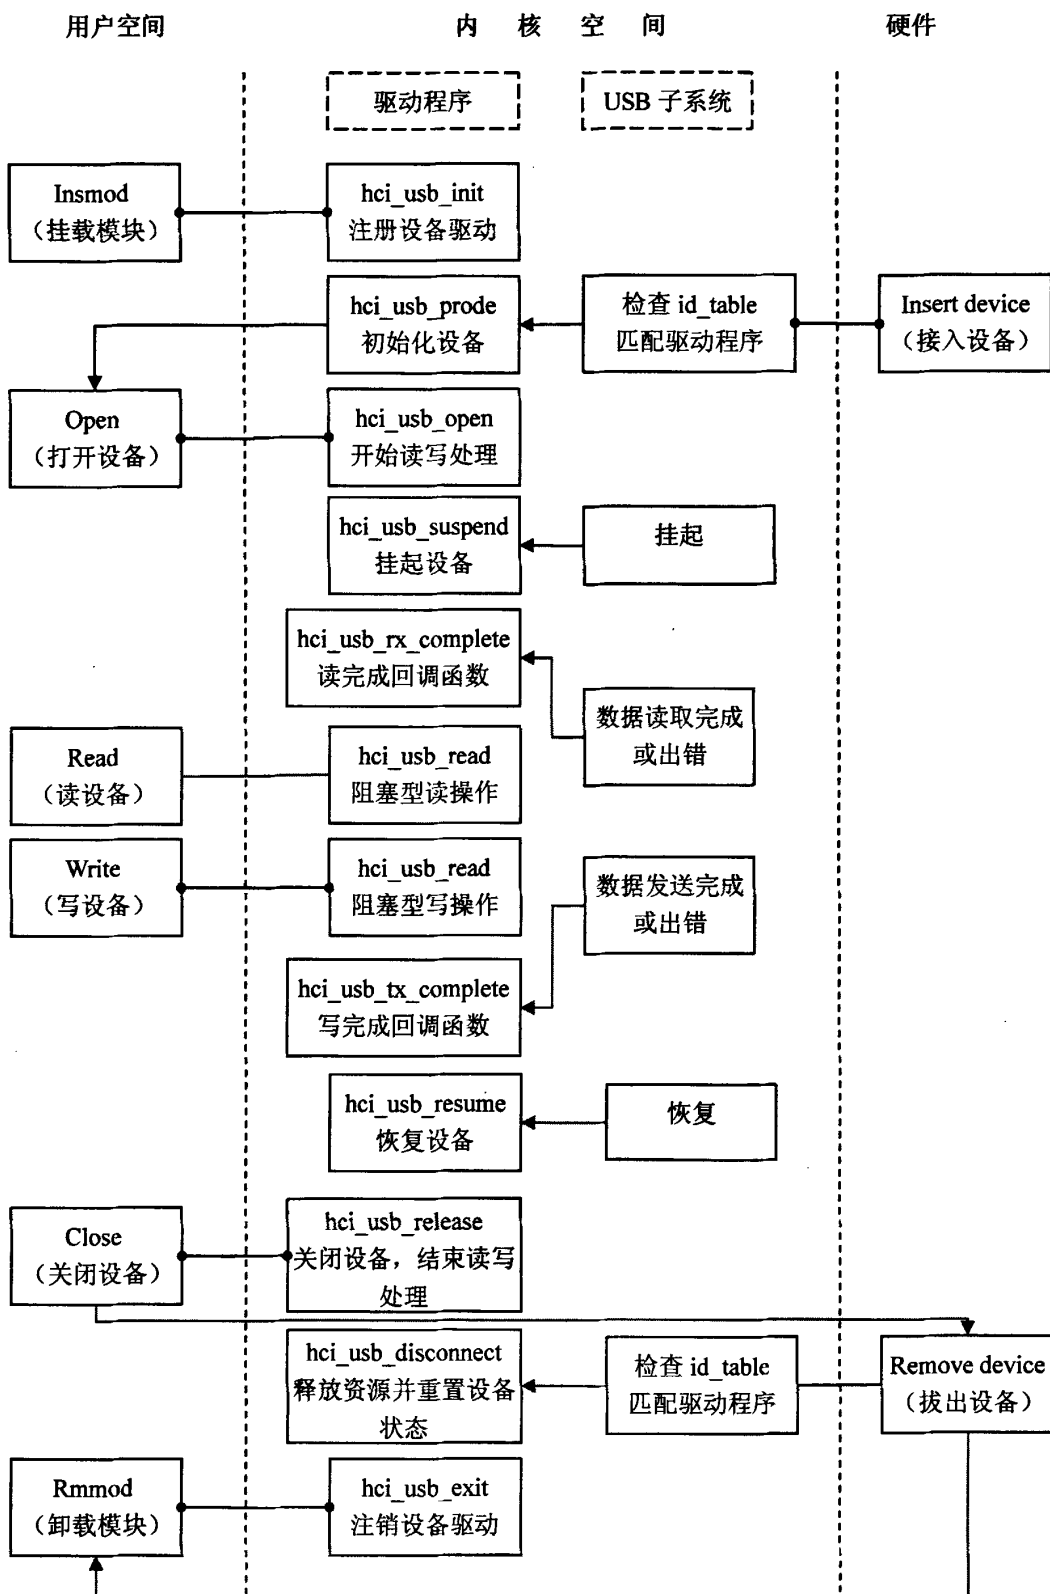 用户空间 内 核 空 间 硬件
驱动程序 USB 子系统
Insmod
（挂载模块）
hci_usb_init
注册设备驱动
hci_usb_prode
初始化设备
检查 id_table
匹配驱动程序
Insert device
（接入设备）
Open
（打开设备）
hci_usb_open
开始读写处理
hci_usb_suspend
挂起设备
挂起
hci_usb_rx_complete
读完成回调函数
数据读取完成
或出错
Read
（读设备）
hci_usb_read
阻塞型读操作
Write
（写设备）
hci_usb_read
阻塞型写操作
数据发送完成
或出错
hci_usb_tx_complete
写完成回调函数
hci_usb_resume
恢复设备
恢复
Close
（关闭设备）
hci_usb_release
关闭设备，结束读写
处理
hci_usb_disconnect
释放资源并重置设备
状态
检查 id_table
匹配驱动程序
Remove device
（拔出设备）
Rmmod
（卸载模块）
hci_usb_exit
注销设备驱动